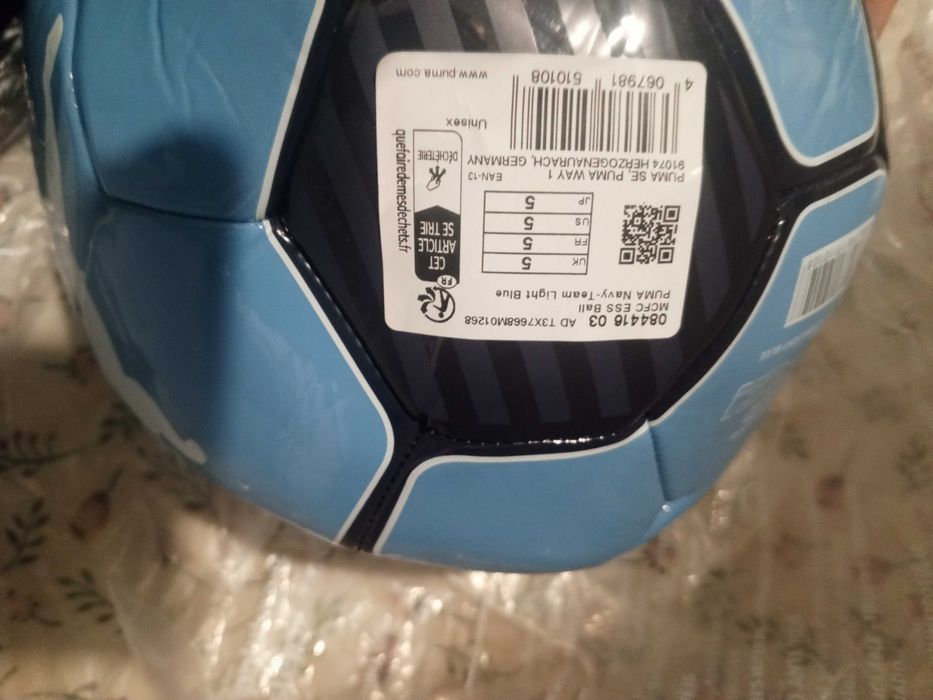 084416 03 AD T3X7668M01268
MCFC ESS Ball
PUMA Navy-Team Light Blue
UK 5
FR 5
US 5
JP 5
EAN-13
PUMA SE, PUMA WAY 1
91074 HERZOGENAURACH, GERMANY
Unisex
4 067981 510108
www.puma.com
FR
CET
ARTICLE
SE TRIE
DÉCHÈTERIE
quefairedemesdechets.fr